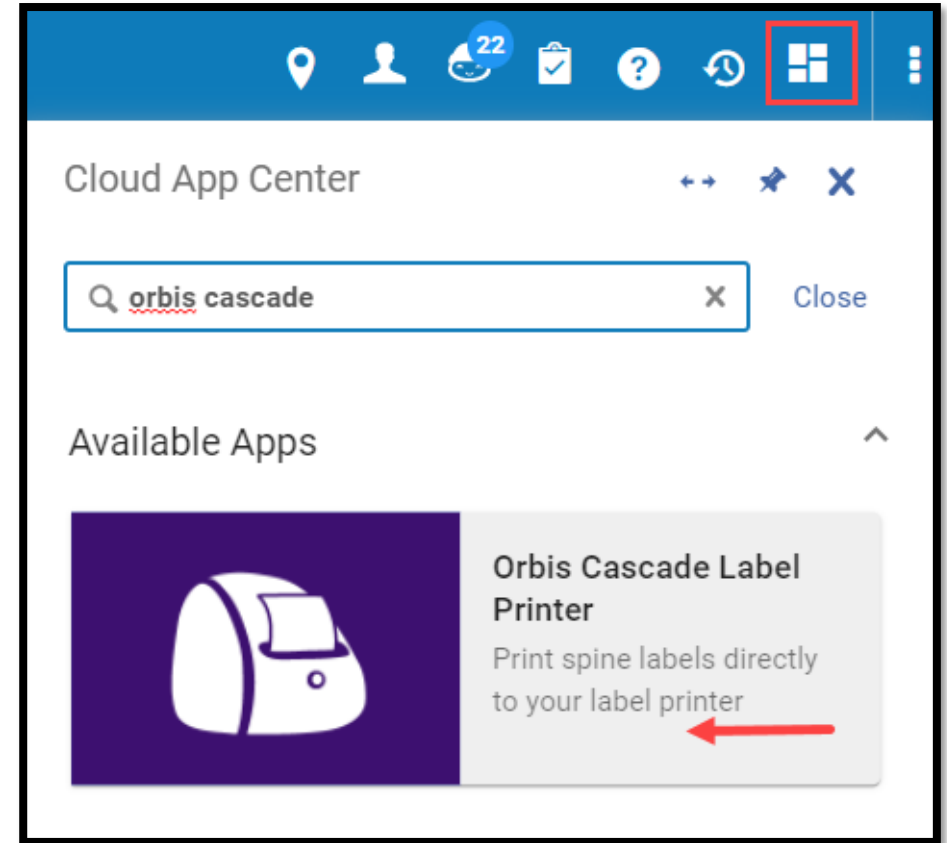 22
?
Cloud App Center
orbis cascade
Close
Available Apps
Orbis Cascade Label
Printer
Print spine labels directly
to your label printer